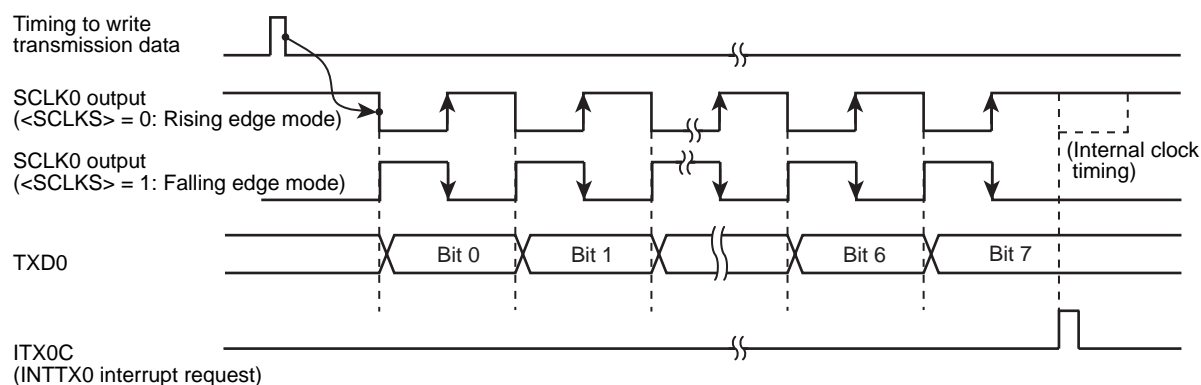 Timing to write
transmission data
SCLK0 output
(<SCLKS> = 0: Rising edge mode)
(Internal clock
timing)
SCLK0 output
(<SCLKS> = 1: Falling edge mode)
TXD0
Bit 0
Bit 1
Bit 6
Bit 7
ITX0C
(INTTX0 interrupt request)